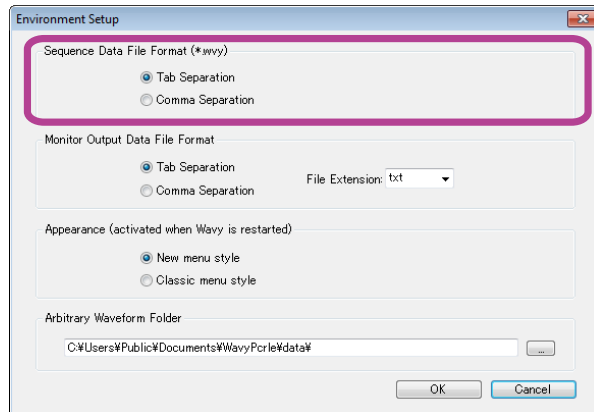 Environment Setup
Sequence Data File Format (*.wvy)
Tab Separation
Comma Separation
Monitor Output Data File Format
Tab Separation
File Extension: txt
Comma Separation
Appearance (activated when Wavy is restarted)
New menu style
Classic menu style
Arbitrary Waveform Folder
C:¥Users¥Public¥Documents¥WavyPcrle¥data¥
...
OK Cancel